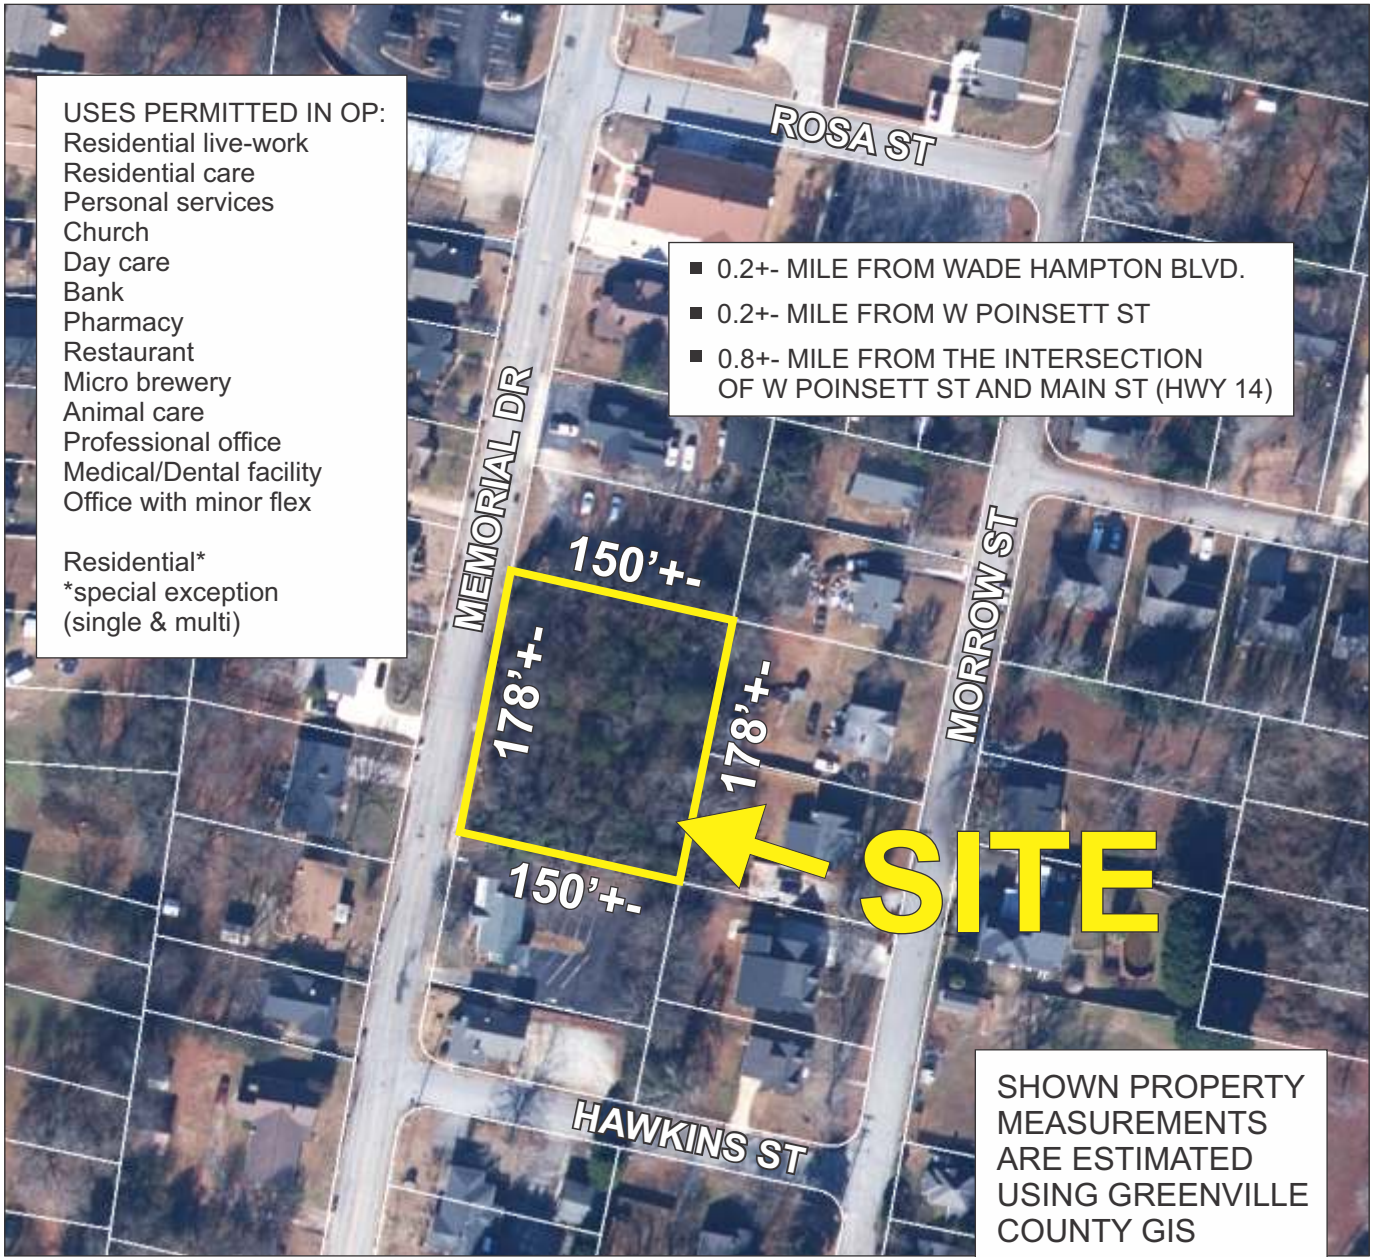 USES PERMITTED IN OP:
Residential live-work
Residential care
Personal services
Church
Day care
Bank
Pharmacy
Restaurant
Micro brewery
Animal care
Professional office
Medical/Dental facility
Office with minor flex
Residential*
*special exception
(single & multi)
ROSA ST
▪ 0.2+- MILE FROM WADE HAMPTON BLVD.
▪ 0.2+- MILE FROM W POINSETT ST
▪ 0.8+- MILE FROM THE INTERSECTION
OF W POINSETT ST AND MAIN ST (HWY 14)
MEMORIAL DR
150’+-
178’+-
178’+-
150’+-
MORROW ST
SITE
HAWKINS ST
SHOWN PROPERTY
MEASUREMENTS
ARE ESTIMATED
USING GREENVILLE
COUNTY GIS